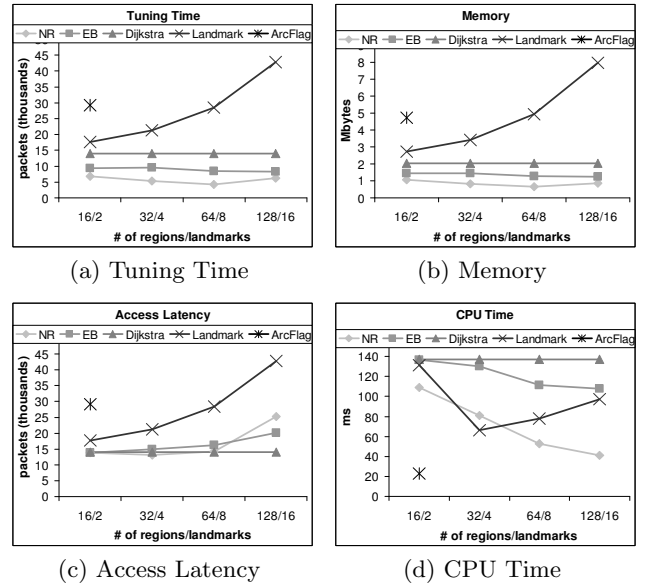 Tuning Time
NR EB Dijkstra Landmark ArcFlag
packets (thousands)
50
45
40
35
30
25
20
15
10
5
0
16/2 32/4 64/8 128/16
# of regions/landmarks
(a) Tuning Time
Memory
NR EB Dijkstra Landmark ArcFlag
Mbytes
9
8
7
6
5
4
3
2
1
0
16/2 32/4 64/8 128/16
# of regions/landmarks
(b) Memory
Access Latency
NR EB Dijkstra Landmark ArcFlag
packets (thousands)
45
40
35
30
25
20
15
10
5
0
16/2 32/4 64/8 128/16
# of regions/landmarks
(c) Access Latency
CPU Time
NR EB Dijkstra Landmark ArcFlag
ms
140
120
100
80
60
40
20
0
16/2 32/4 64/8 128/16
# of regions/landmarks
(d) CPU Time